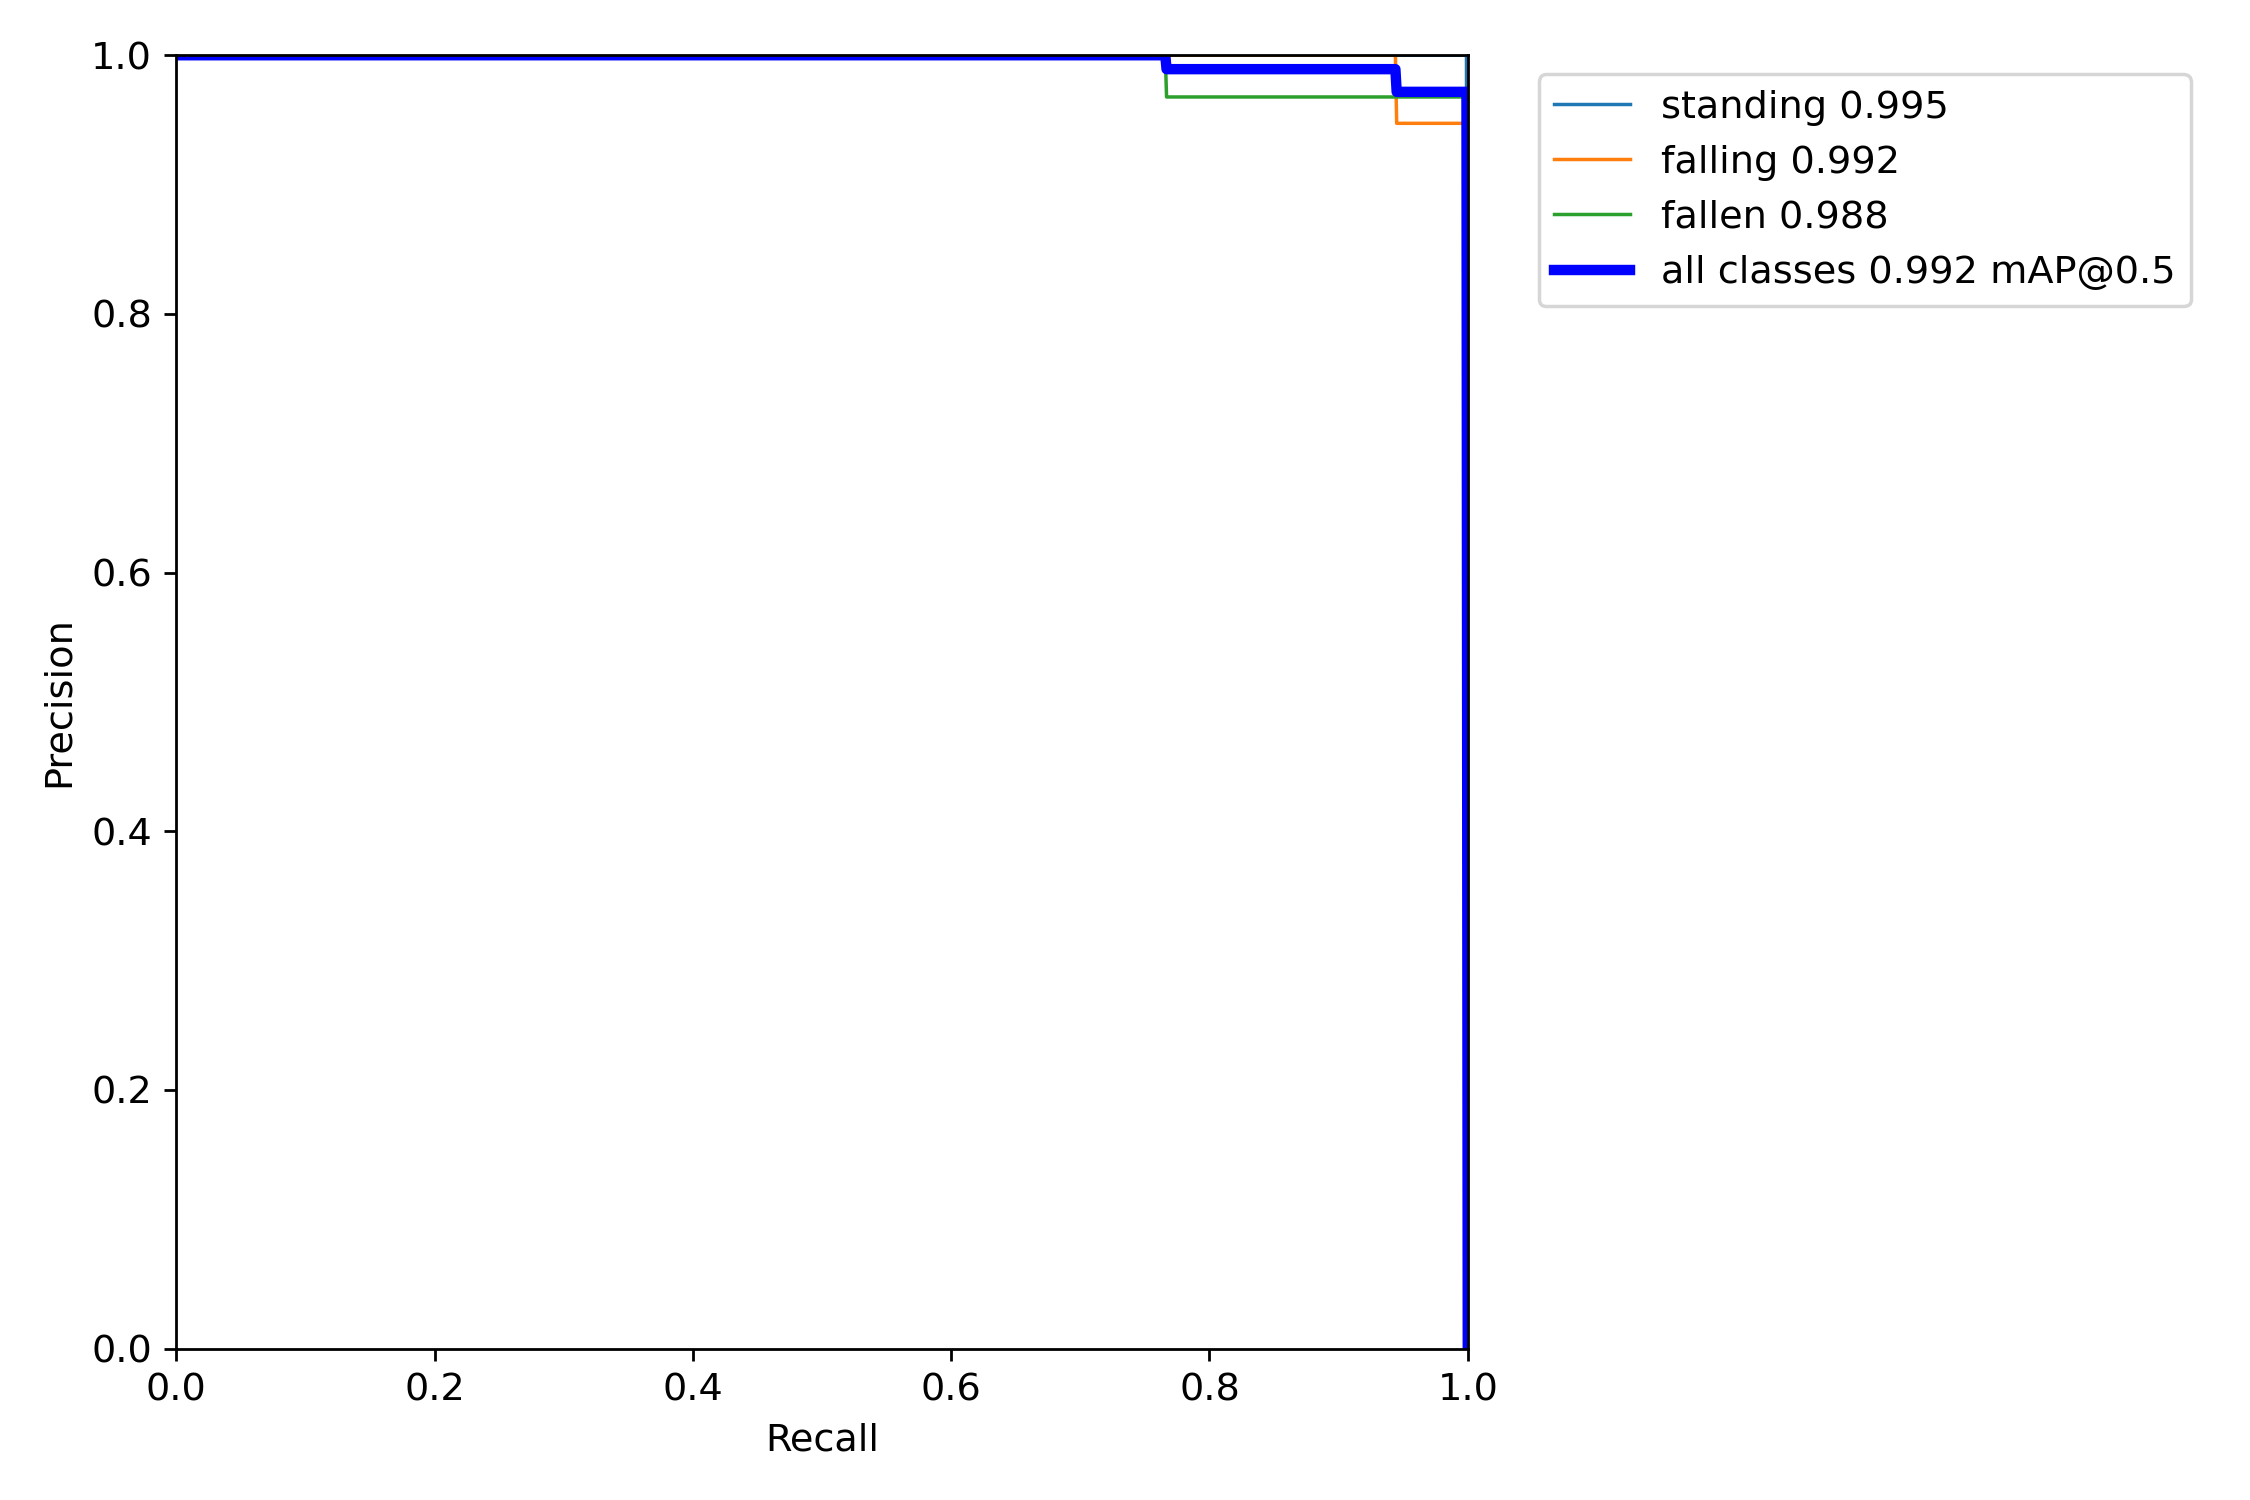 1.0
0.8
0.6
0.4
0.2
0.0
Precision
0.0 0.2 0.4 0.6 0.8 1.0
Recall
standing 0.995
falling 0.992
fallen 0.988
all classes 0.992 mAP@0.5